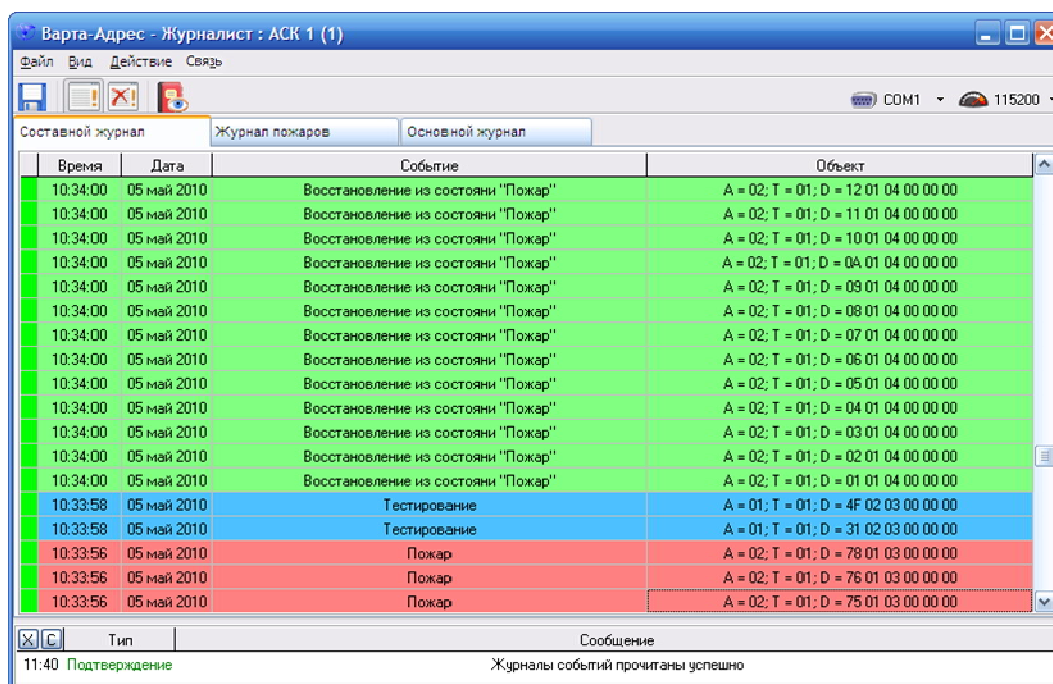 Варта-Адрес - Журналист : АСК 1 (1)
Файл Вид Действие Связь
COM1 115200
Составной журнал Журнал пожаров Основной журнал
Время Дата Событие Объект
10:34:00 05 май 2010 Восстановление из состояни "Пожар" A = 02; T = 01; D = 12 01 04 00 00 00
10:34:00 05 май 2010 Восстановление из состояни "Пожар" A = 02; T = 01; D = 11 01 04 00 00 00
10:34:00 05 май 2010 Восстановление из состояни "Пожар" A = 02; T = 01; D = 10 01 04 00 00 00
10:34:00 05 май 2010 Восстановление из состояни "Пожар" A = 02; T = 01; D = 0A 01 04 00 00 00
10:34:00 05 май 2010 Восстановление из состояни "Пожар" A = 02; T = 01; D = 09 01 04 00 00 00
10:34:00 05 май 2010 Восстановление из состояни "Пожар" A = 02; T = 01; D = 08 01 04 00 00 00
10:34:00 05 май 2010 Восстановление из состояни "Пожар" A = 02; T = 01; D = 07 01 04 00 00 00
10:34:00 05 май 2010 Восстановление из состояни "Пожар" A = 02; T = 01; D = 06 01 04 00 00 00
10:34:00 05 май 2010 Восстановление из состояни "Пожар" A = 02; T = 01; D = 05 01 04 00 00 00
10:34:00 05 май 2010 Восстановление из состояни "Пожар" A = 02; T = 01; D = 04 01 04 00 00 00
10:34:00 05 май 2010 Восстановление из состояни "Пожар" A = 02; T = 01; D = 03 01 04 00 00 00
10:34:00 05 май 2010 Восстановление из состояни "Пожар" A = 02; T = 01; D = 02 01 04 00 00 00
10:34:00 05 май 2010 Восстановление из состояни "Пожар" A = 02; T = 01; D = 01 01 04 00 00 00
10:33:58 05 май 2010 Тестирование A = 01; T = 01; D = 4F 02 03 00 00 00
10:33:58 05 май 2010 Тестирование A = 01; T = 01; D = 31 02 03 00 00 00
10:33:56 05 май 2010 Пожар A = 02; T = 01; D = 78 01 03 00 00 00
10:33:56 05 май 2010 Пожар A = 02; T = 01; D = 76 01 03 00 00 00
10:33:56 05 май 2010 Пожар A = 02; T = 01; D = 75 01 03 00 00 00
X C Тип Сообщение
11:40 Подтверждение Журналы событий прочитаны успешно